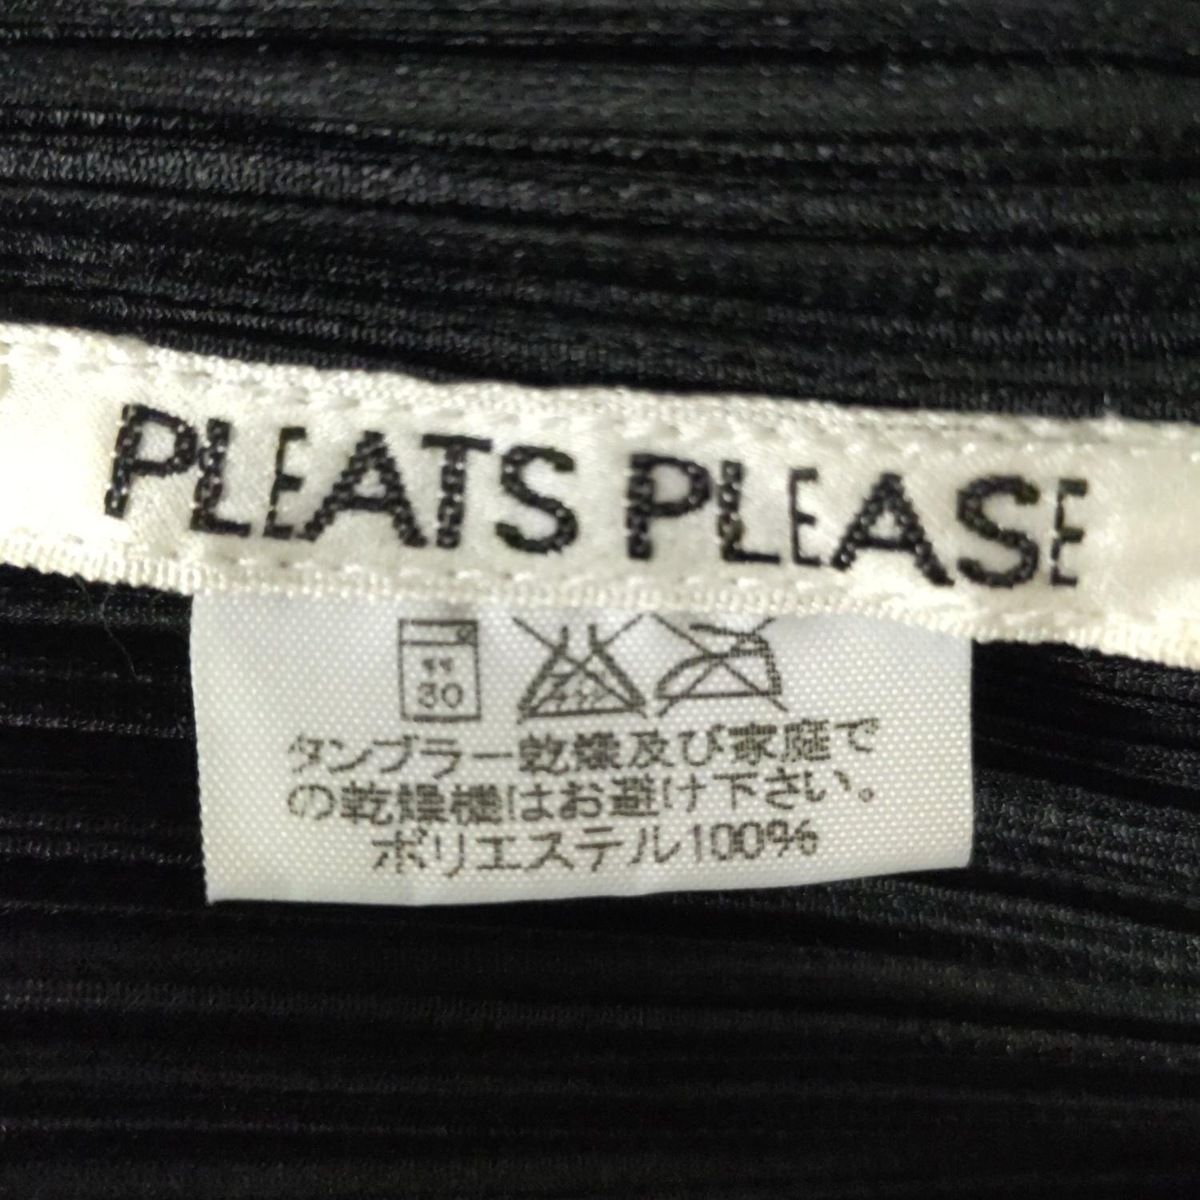 PLEATS PLEASE
弱
30
タンブラー乾燥及び家庭で
の乾燥機はお避け下さい。
ポリエステル100%